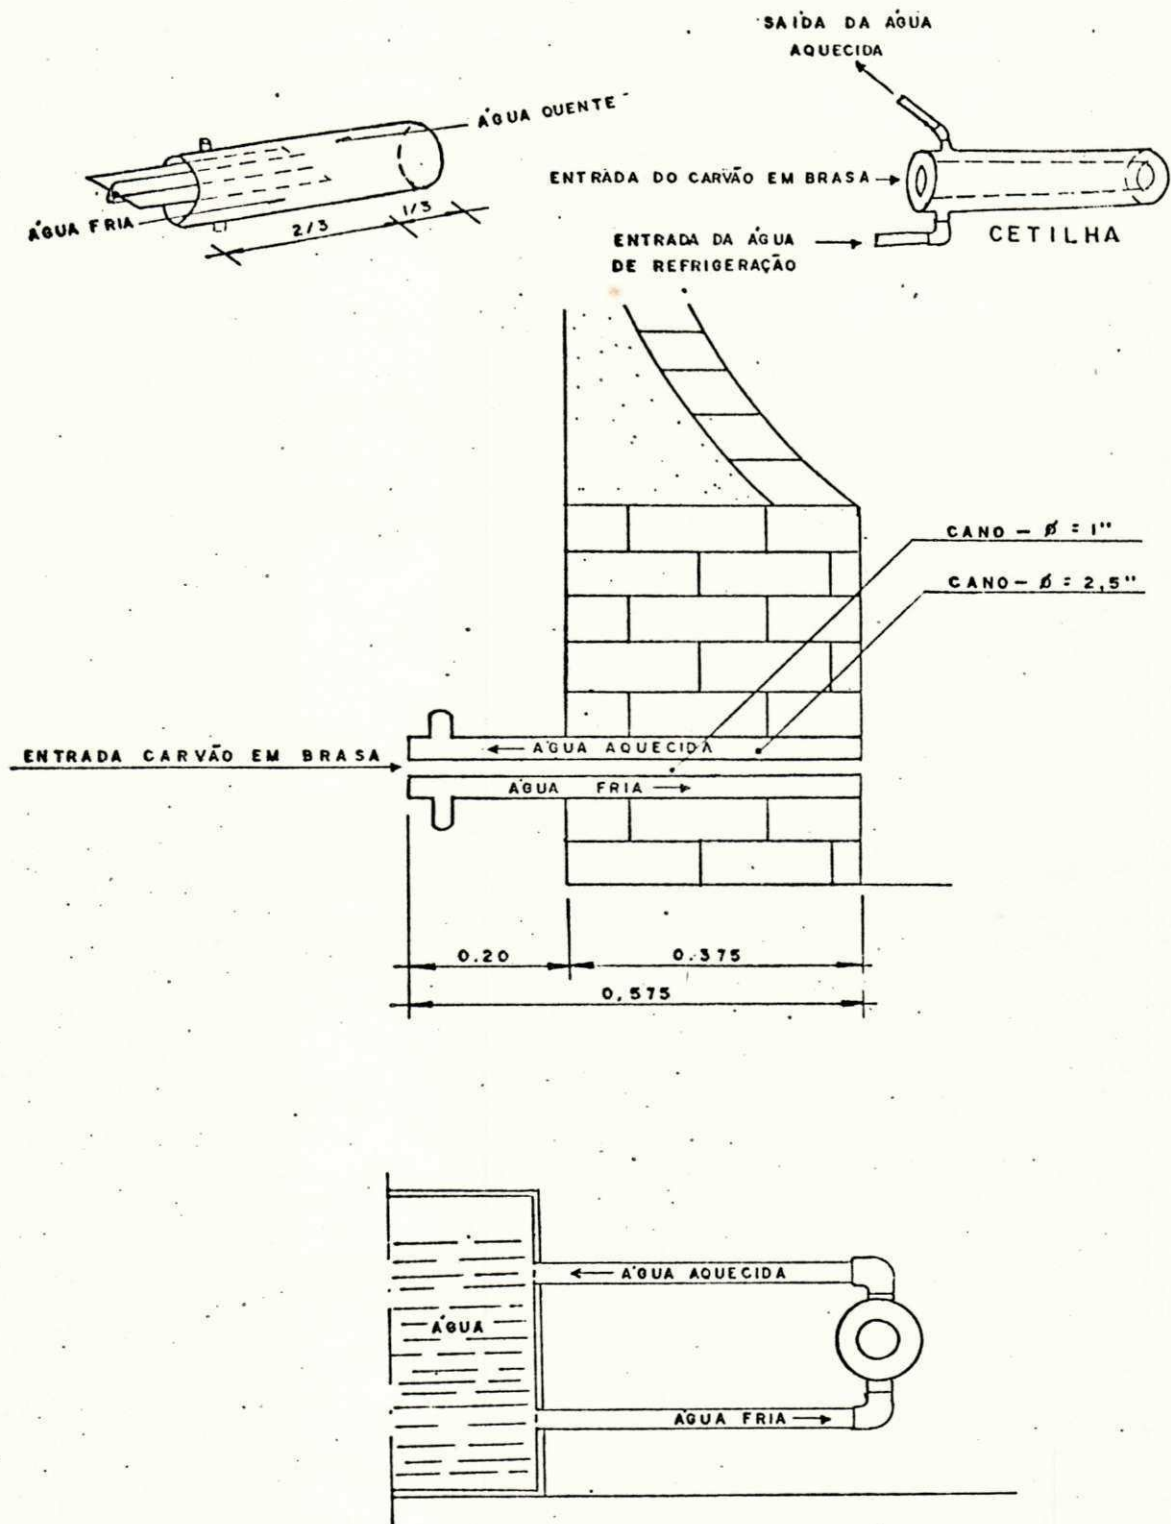 SAÍDA DA ÁGUA
AQUECIDA
ÁGUA QUENTE
ÁGUA FRIA
2/3
1/3
ENTRADA DO CARVÃO EM BRASA
ENTRADA DA ÁGUA
DE REFRIGERAÇÃO
CETILHA
CANO - Ø = 1"
CANO - Ø = 2,5"
ENTRADA CARVÃO EM BRASA
ÁGUA AQUECIDA
ÁGUA FRIA
0.20
0.375
0,575
ÁGUA AQUECIDA
ÁGUA
ÁGUA FRIA